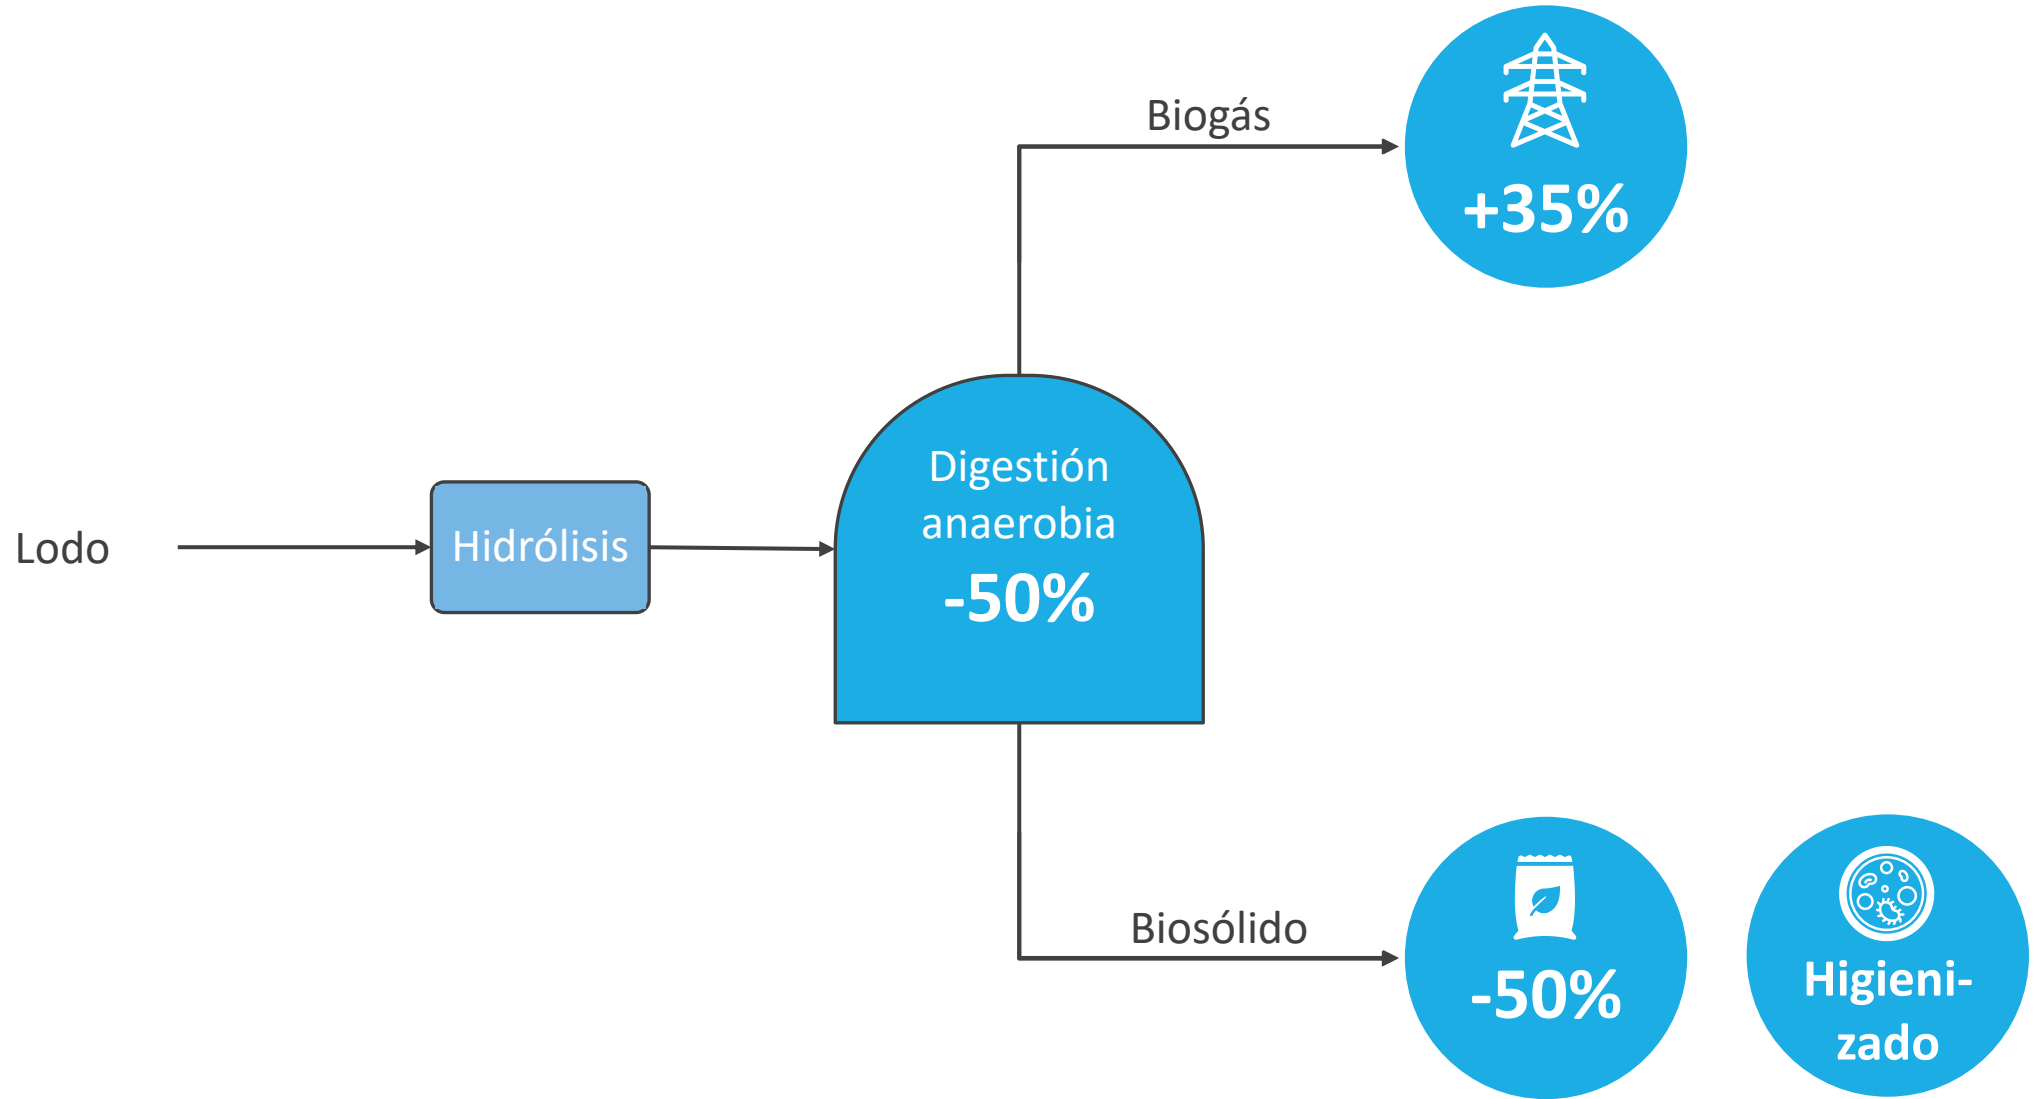 Biogás
+35%
Lodo
Hidrólisis
Digestión
anaerobia
-50%
Biosólido
-50%
Higieni-
zado